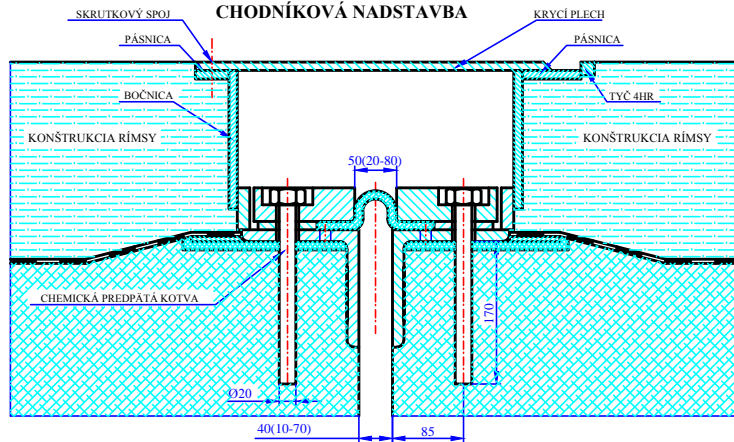 CHODNÍKOVÁ NADSTAVBA
SKRUTKOVÝ SPOJ
KRYCÍ PLECH
PÁSNICA
PÁSNICA
BOČNICA
TYČ 4HR
KONŠTRUKCIA RÍMSY
KONŠTRUKCIA RÍMSY
50(20-80)
CHEMICKÁ PREDPÄTÁ KOTVA
170
Ø20
40(10-70)
85